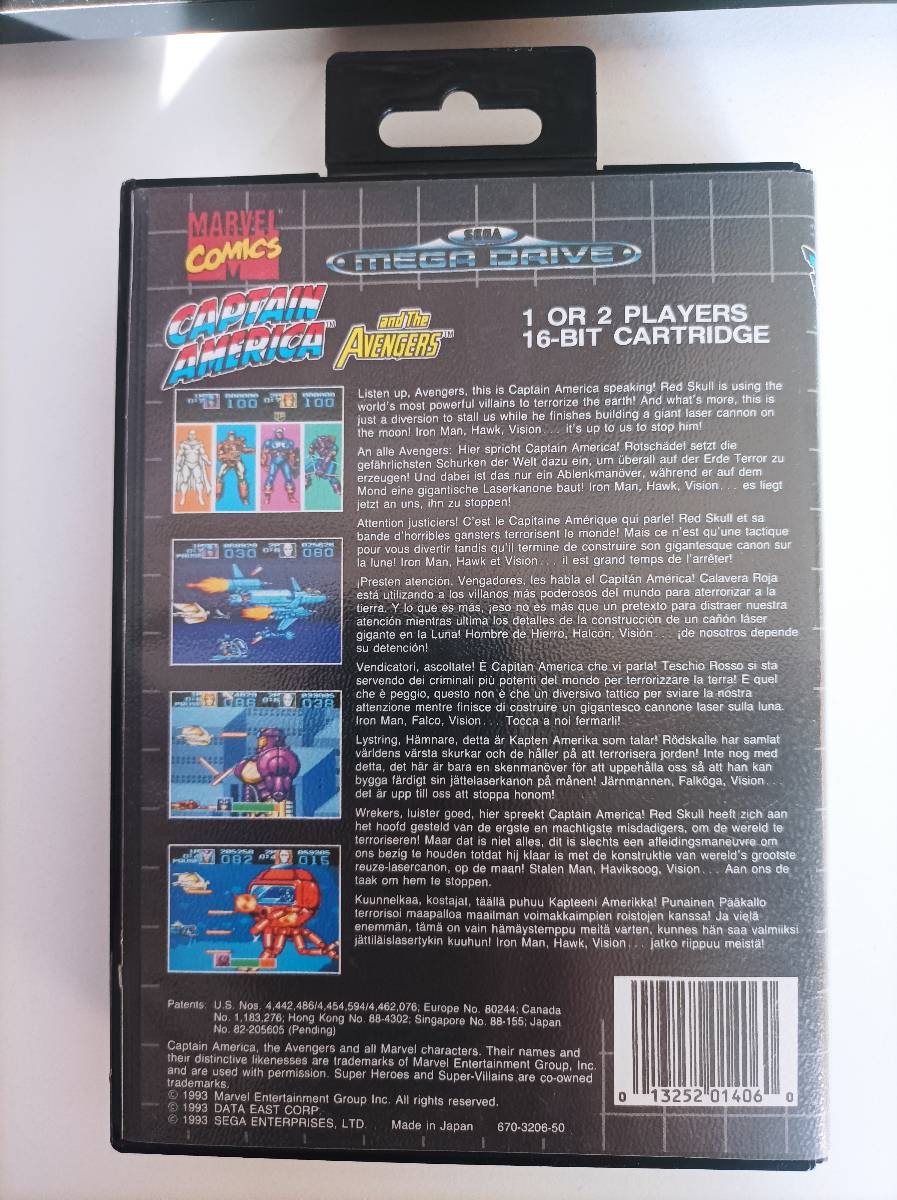 MARVEL
COMICS
SEGA
MEGA DRIVE
CAPTAIN
AMERICA™
and The
AVENGERS™
1 OR 2 PLAYERS
16-BIT CARTRIDGE
Listen up, Avengers, this is Captain America speaking! Red Skull is using the
world's most powerful villains to terrorize the earth! And what's more, this is
just a diversion to stall us while he finishes building a giant laser cannon on
the moon! Iron Man, Hawk, Vision... it's up to us to stop him!
An alle Avengers: Hier spricht Captain America! Rotschädel setzt die
gefährlichsten Schurken der Welt dazu ein, um überall auf der Erde Terror zu
erzeugen! Und dabei ist das nur ein Ablenkmanöver, während er auf dem
Mond eine gigantische Laserkanone baut! Iron Man, Hawk, Vision... es liegt
jetzt an uns, ihn zu stoppen!
Attention justiciers! C'est le Capitaine Amérique qui parle! Red Skull et sa
bande d'horribles gansters terrorisent le monde! Mais ce n'est qu'une tactique
pour vous divertir tandis qu'il termine de construire son gigantesque canon sur
la lune! Iron Man, Hawk et Vision... il est grand temps de l'arrêter!
¡Presten atención, Vengadores, les habla el Capitán América! Calavera Roja
está utilizando a los villanos más poderosos del mundo para aterrorizar a la
tierra. Y lo que es más, ¡eso no es más que un pretexto para distraer nuestra
atención mientras ultima los detalles de la construcción de un cañón láser
gigante en la Luna! Hombre de Hierro, Halcón, Visión... ¡de nosotros depende
su detención!
Vendicatori, ascoltate! È Capitan America che vi parla! Teschio Rosso si sta
servendo dei criminali più potenti del mondo per terrorizzare la terra! E quel
che è peggio, questo non è che un diversivo tattico per sviare la nostra
attenzione mentre finisce di costruire un gigantesco cannone laser sulla luna.
Iron Man, Falco, Vision... Tocca a noi fermarli!
Lystring, Hämnare, detta är Kapten Amerika som talar! Rödskalle har samlat
världens värsta skurkar och de håller på att terrorisera jorden! Inte nog med
detta, det här är bara en skenmanöver för att uppehålla oss så att han kan
bygga färdigt sin jättelaserkanon på månen! Järnmannen, Falköga, Vision...
det är upp till oss att stoppa honom!
Wrekers, luister goed, hier spreekt Captain America! Red Skull heeft zich aan
het hoofd gesteld van de ergste en machtigste misdadigers, om de wereld te
terroriseren! Maar dat is niet alles, dit is slechts een afleidingsmaneuvre om
ons bezig te houden totdat hij klaar is met de konstruktie van wereld's grootste
reuze-lasercanon, op de maan! Stalen Man, Haviksoog, Vision... Aan ons de
taak om hem te stoppen.
Kuunnelkaa, kostajat, täällä puhuu Kapteeni Amerikka! Punainen Pääkallo
terrorisoi maapalloa maailman voimakkaimpien roistojen kanssa! Ja vielä
enemmän, tämä on vain hämäystemppu meitä varten, kunnes hän saa valmiiksi
jättiläislasertykin kuuhun! Iron Man, Hawk, Vision... jatko riippuu meistä!
Patents: U.S. Nos. 4,442,486/4,454,594/4,462,076; Europe No. 80244; Canada
No. 1,183,276; Hong Kong No. 88-4302; Singapore No. 88-155; Japan
No. 82-205605 (Pending)
Captain America, the Avengers and all Marvel characters. Their names and
their distinctive likenesses are trademarks of Marvel Entertainment Group, Inc.
and are used with permission. Super Heroes and Super-Villains are co-owned
trademarks.
© 1993 Marvel Entertainment Group Inc. All rights reserved.
© 1993 DATA EAST CORP.
© 1993 SEGA ENTERPRISES, LTD. Made in Japan 670-3206-50
0 13252 01406 0